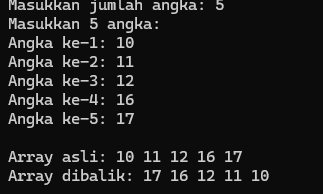 Masukkan jumlah angka: 5
Masukkan 5 angka:
Angka ke-1: 10
Angka ke-2: 11
Angka ke-3: 12
Angka ke-4: 16
Angka ke-5: 17
Array asli: 10 11 12 16 17
Array dibalik: 17 16 12 11 10